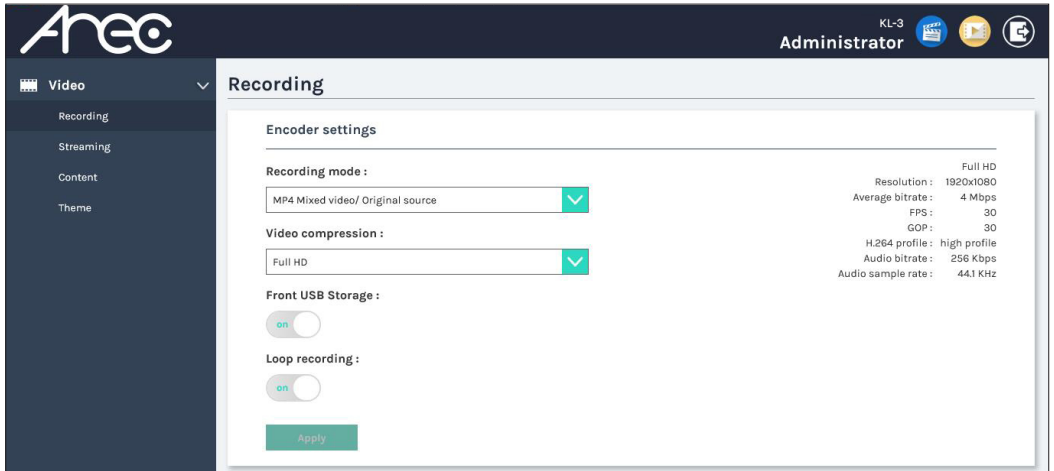 Arec
KL-3
Administrator
Video
Recording
Streaming
Content
Theme
Recording
Encoder settings
Recording mode :
MP4 Mixed video/ Original source
Video compression :
Full HD
Front USB Storage :
on
Loop recording :
on
Apply
Full HD
Resolution : 1920x1080
Average bitrate : 4 Mbps
FPS : 30
GOP : 30
H.264 profile : high profile
Audio bitrate : 256 Kbps
Audio sample rate : 44.1 KHz